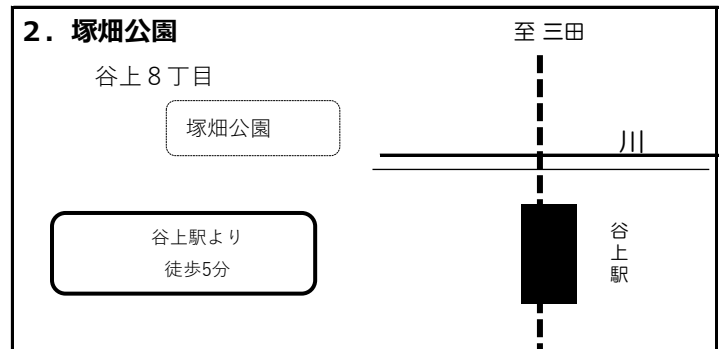 2．塚畑公園
至 三田
谷上８丁目
塚畑公園
川
谷上駅より
徒歩5分
谷上駅